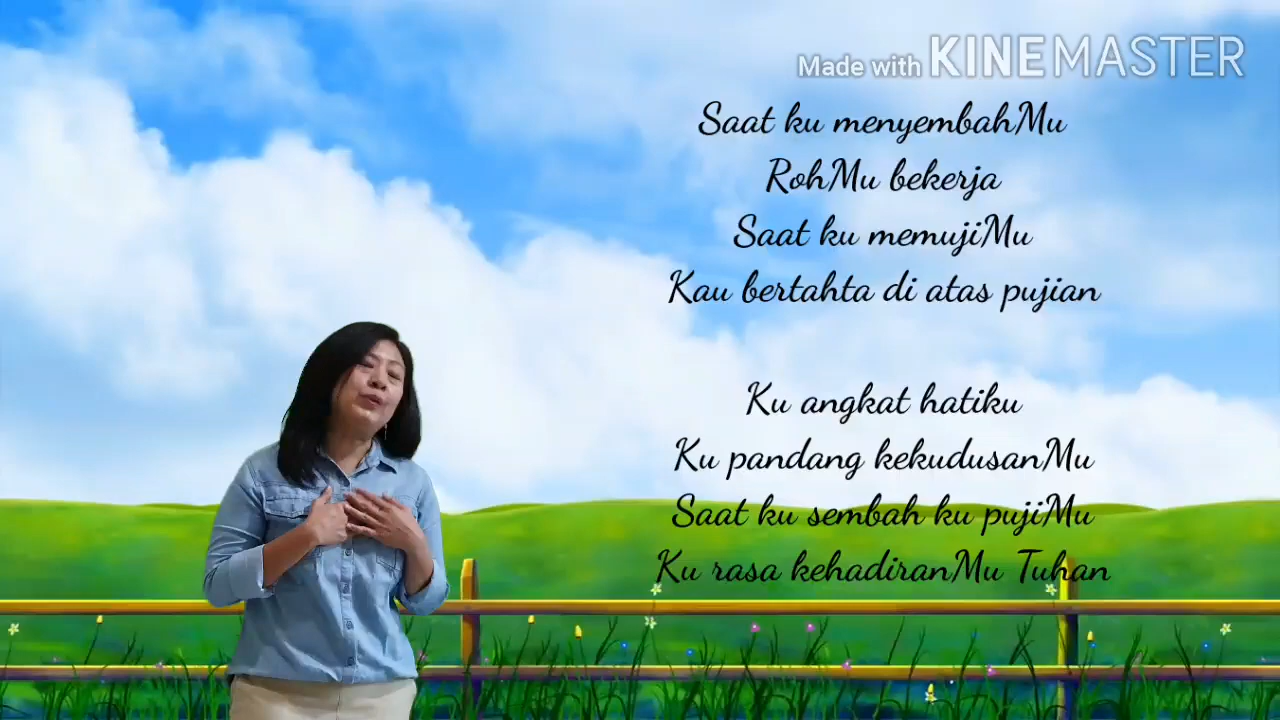 Made with KINEMASTER
Saat ku menyembahMu
RohMu bekerja
Saat ku memujiMu
Kau bertahta di atas pujian
Ku angkat hatiku
Ku pandang kekudusanMu
Saat ku sembah ku pujiMu
Ku rasa kehadiranMu Tuhan